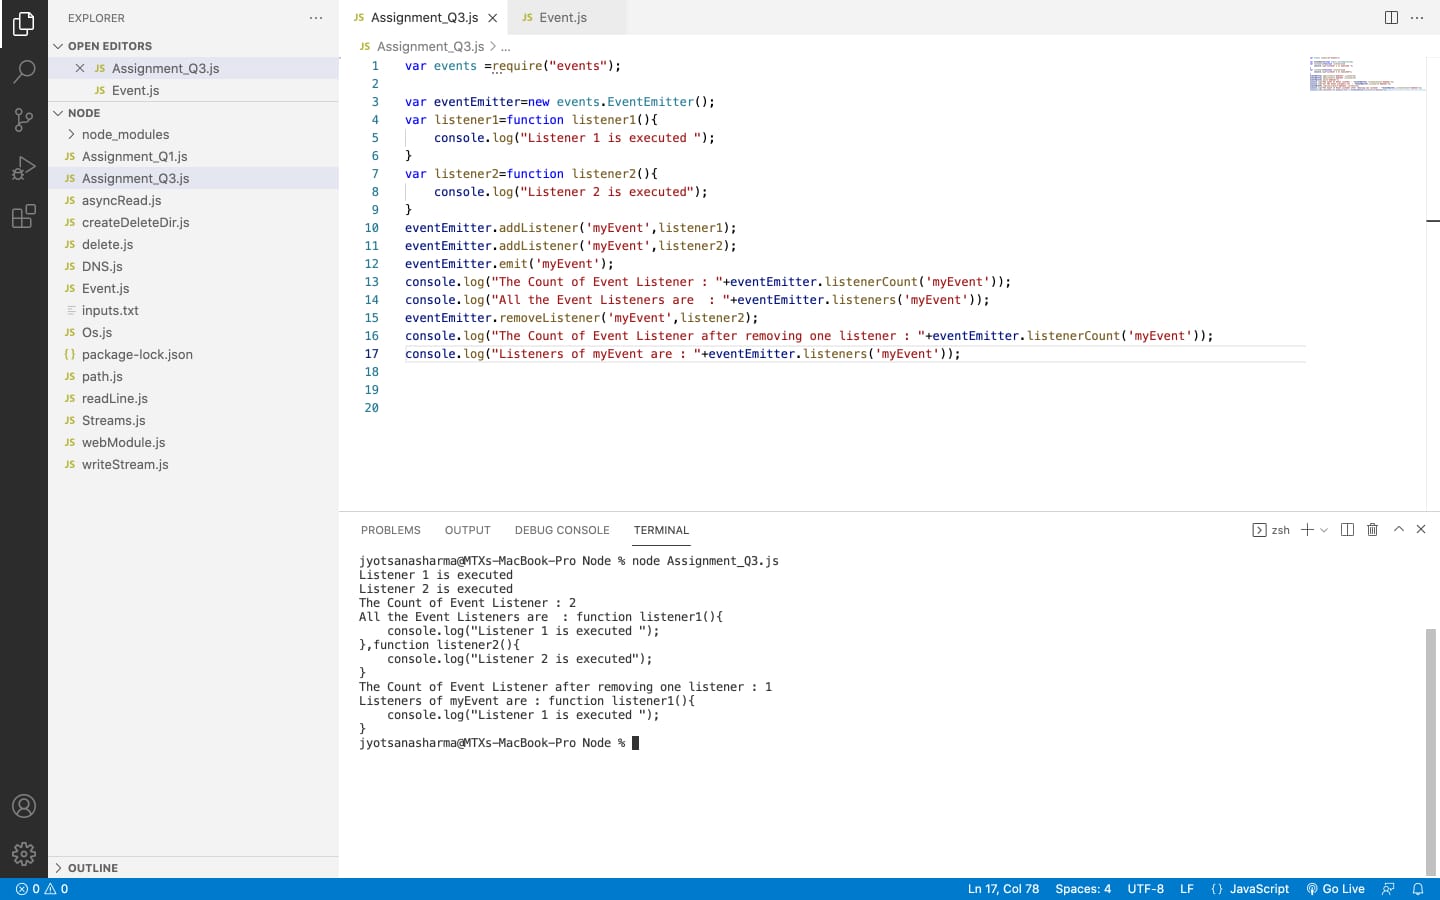 EXPLORER
OPEN EDITORS
JS Assignment_Q3.js
JS Event.js
NODE
node_modules
JS Assignment_Q1.js
JS Assignment_Q3.js
JS asyncRead.js
JS createDeleteDir.js
JS delete.js
JS DNS.js
JS Event.js
inputs.txt
JS Os.js
{} package-lock.json
JS path.js
JS readLine.js
JS Streams.js
JS webModule.js
JS writeStream.js
OUTLINE
JS Assignment_Q3.js JS Event.js
JS Assignment_Q3.js > ...
1 var events =require("events");
2
3 var eventEmitter=new events.EventEmitter();
4 var listener1=function listener1(){
5     console.log("Listener 1 is executed ");
6 }
7 var listener2=function listener2(){
8     console.log("Listener 2 is executed");
9 }
10 eventEmitter.addListener('myEvent',listener1);
11 eventEmitter.addListener('myEvent',listener2);
12 eventEmitter.emit('myEvent');
13 console.log("The Count of Event Listener : "+eventEmitter.listenerCount('myEvent'));
14 console.log("All the Event Listeners are  : "+eventEmitter.listeners('myEvent'));
15 eventEmitter.removeListener('myEvent',listener2);
16 console.log("The Count of Event Listener after removing one listener : "+eventEmitter.listenerCount('myEvent'));
17 console.log("Listeners of myEvent are : "+eventEmitter.listeners('myEvent'));
18
19
20
PROBLEMS OUTPUT DEBUG CONSOLE TERMINAL zsh
jyotsanasharma@MTXs-MacBook-Pro Node % node Assignment_Q3.js
Listener 1 is executed
Listener 2 is executed
The Count of Event Listener : 2
All the Event Listeners are  : function listener1(){
    console.log("Listener 1 is executed ");
},function listener2(){
    console.log("Listener 2 is executed");
}
The Count of Event Listener after removing one listener : 1
Listeners of myEvent are : function listener1(){
    console.log("Listener 1 is executed ");
}
jyotsanasharma@MTXs-MacBook-Pro Node %
0 0 Ln 17, Col 78 Spaces: 4 UTF-8 LF {} JavaScript Go Live